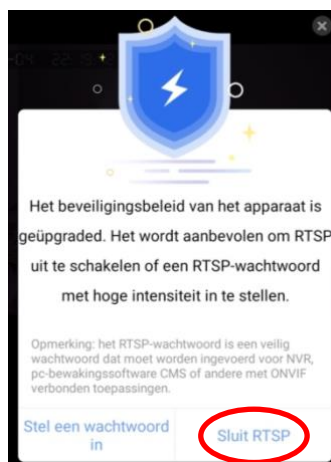 Het beveiligingsbeleid van het apparaat is
geüpgraded. Het wordt aanbevolen om RTSP
uit te schakelen of een RTSP-wachtwoord
met hoge intensiteit in te stellen.
Opmerking: het RTSP-wachtwoord is een veilig
wachtwoord dat moet worden ingevoerd voor NVR,
pc-bewakingssoftware CMS of andere met ONVIF
verbonden toepassingen.
Stel een wachtwoord
in
Sluit RTSP